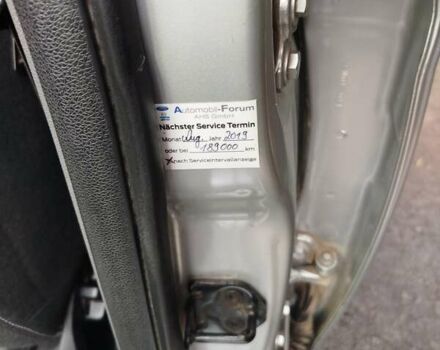 Automobil-Forum
AHS GmbH
Nächster Service Termin
Monat Aug. Jahr 2019
oder bei 189000 km
X nach Serviceintervallanzeige